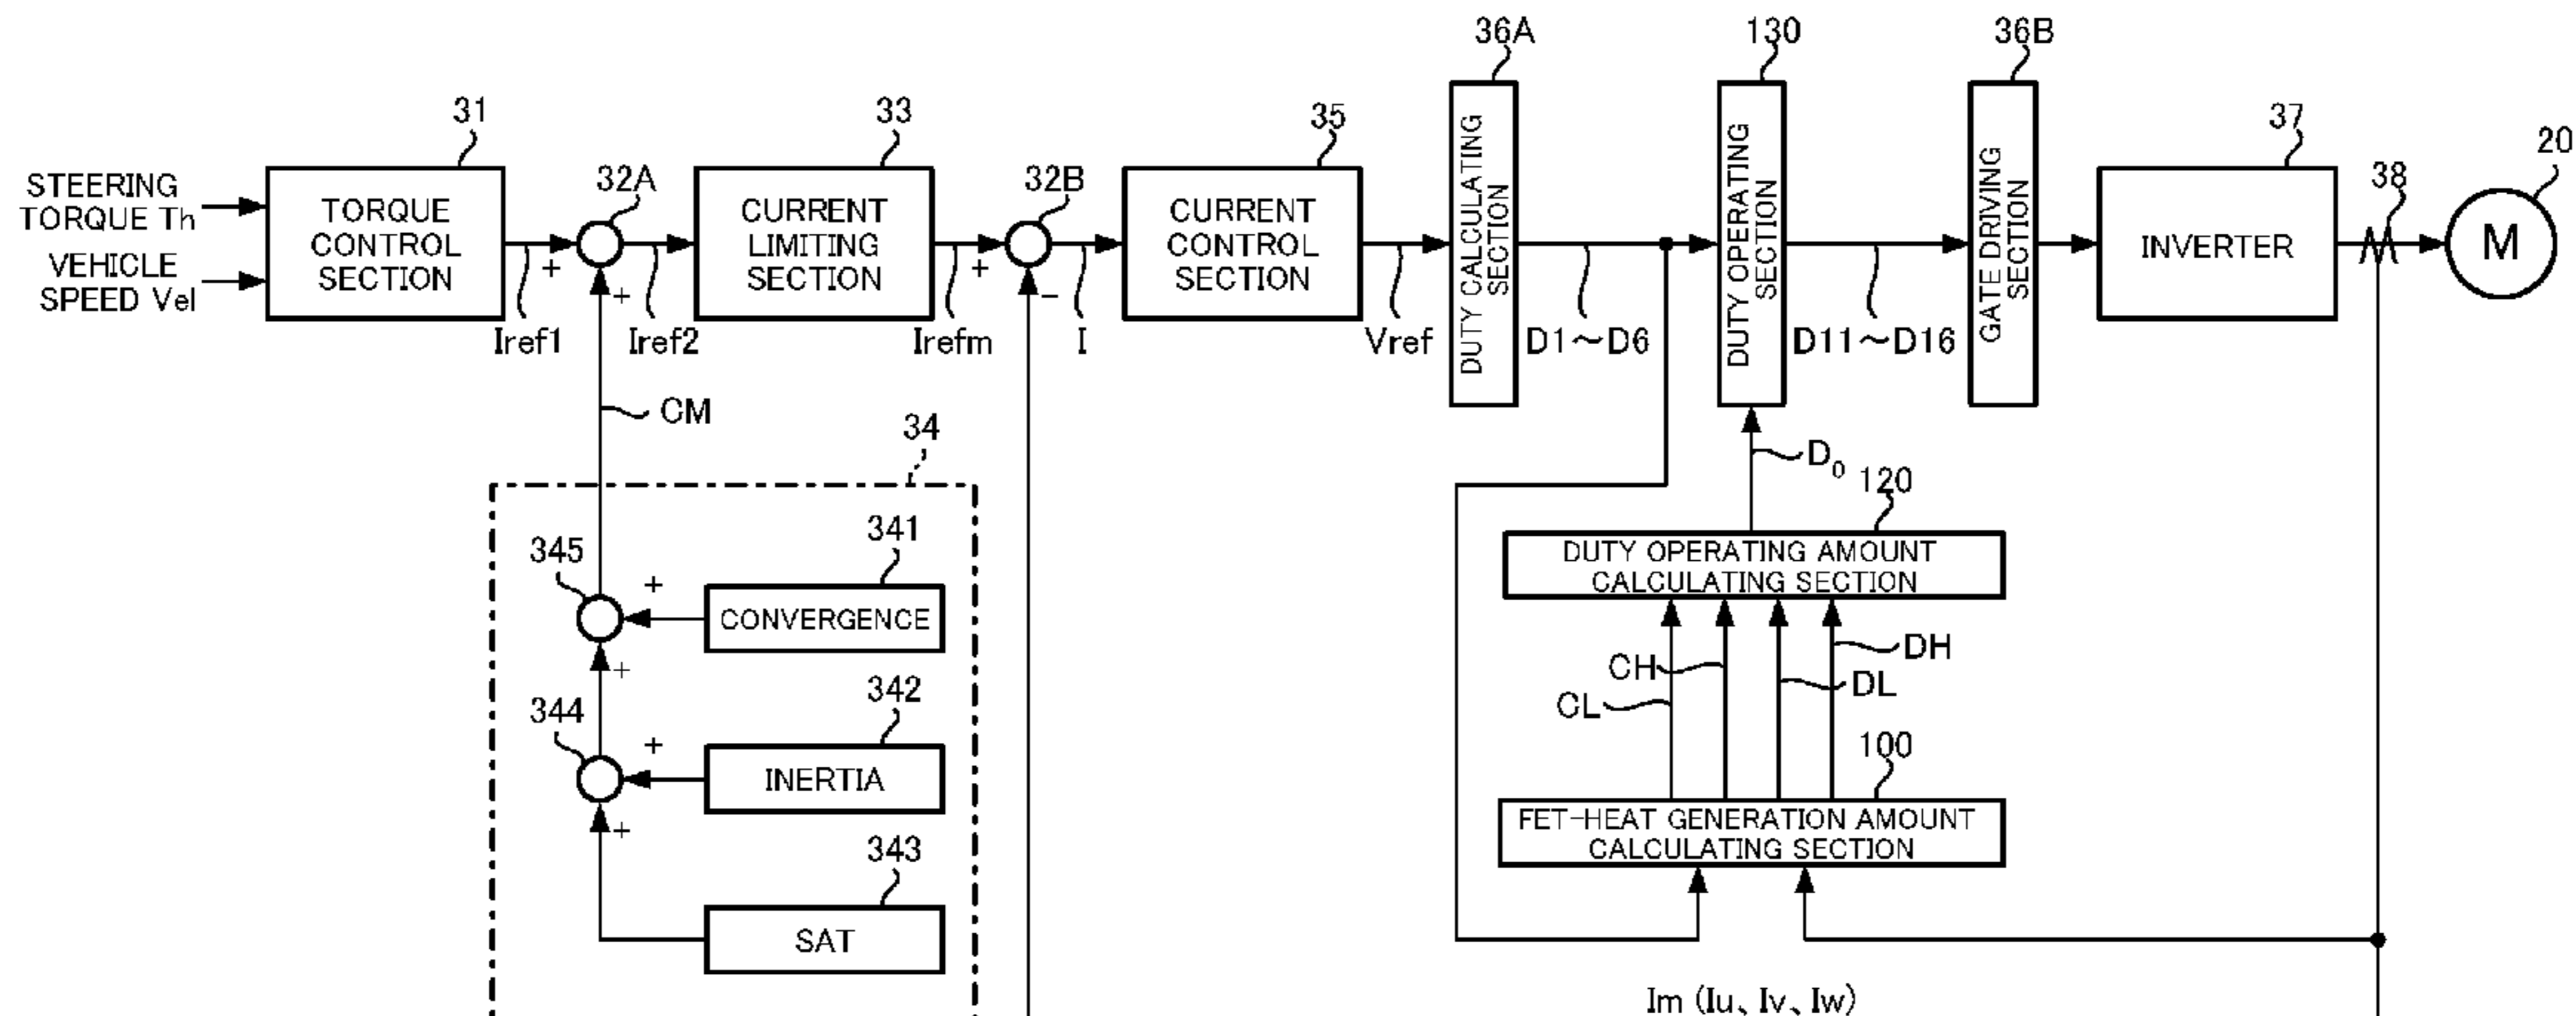 36A
130
36B
31
33
35
37
20
32A
32B
38
STEERING
TORQUE Th
VEHICLE
SPEED Vel
TORQUE
CONTROL
SECTION
+
+
Iref1
Iref2
CURRENT
LIMITING
SECTION
+
-
Irefm
I
CURRENT
CONTROL
SECTION
Vref
DUTY CALCULATING
SECTION
D1~D6
DUTY OPERATING
SECTION
D11~D16
GATE DRIVING
SECTION
INVERTER
M
CM
34
D0
120
DUTY OPERATING AMOUNT
CALCULATING SECTION
345
+
341
CONVERGENCE
+
344
+
342
INERTIA
+
343
SAT
CL
CH
DL
DH
100
FET-HEAT GENERATION AMOUNT
CALCULATING SECTION
Im (Iu、Iv、Iw)